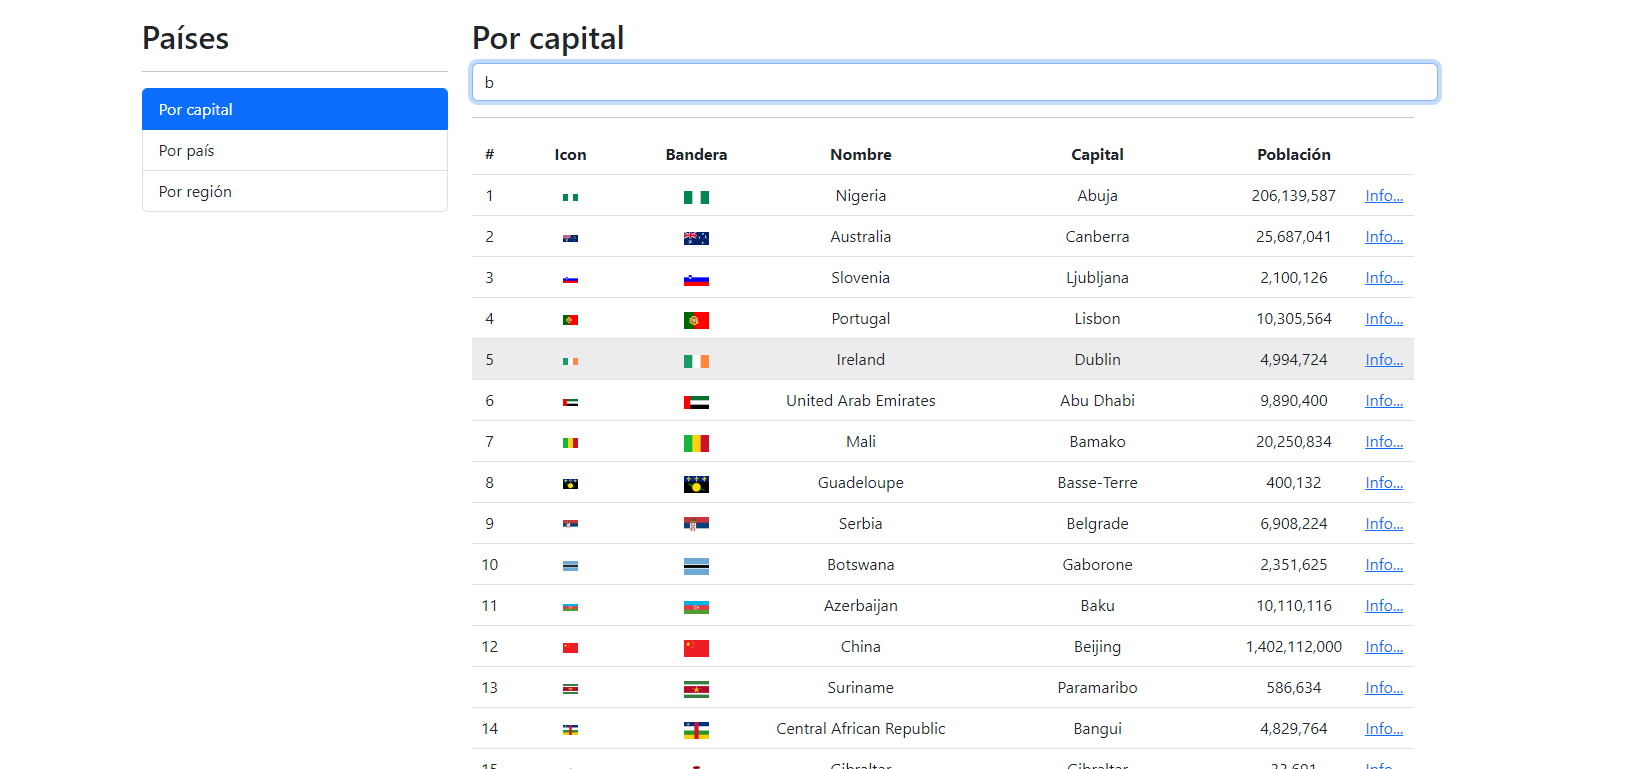 Países
Por capital
Por país
Por región
Por capital
b
# Icon Bandera Nombre Capital Población
1 Nigeria Abuja 206,139,587 Info...
2 Australia Canberra 25,687,041 Info...
3 Slovenia Ljubljana 2,100,126 Info...
4 Portugal Lisbon 10,305,564 Info...
5 Ireland Dublin 4,994,724 Info...
6 United Arab Emirates Abu Dhabi 9,890,400 Info...
7 Mali Bamako 20,250,834 Info...
8 Guadeloupe Basse-Terre 400,132 Info...
9 Serbia Belgrade 6,908,224 Info...
10 Botswana Gaborone 2,351,625 Info...
11 Azerbaijan Baku 10,110,116 Info...
12 China Beijing 1,402,112,000 Info...
13 Suriname Paramaribo 586,634 Info...
14 Central African Republic Bangui 4,829,764 Info...
15 Gibraltar Gibraltar 33,691 Info...